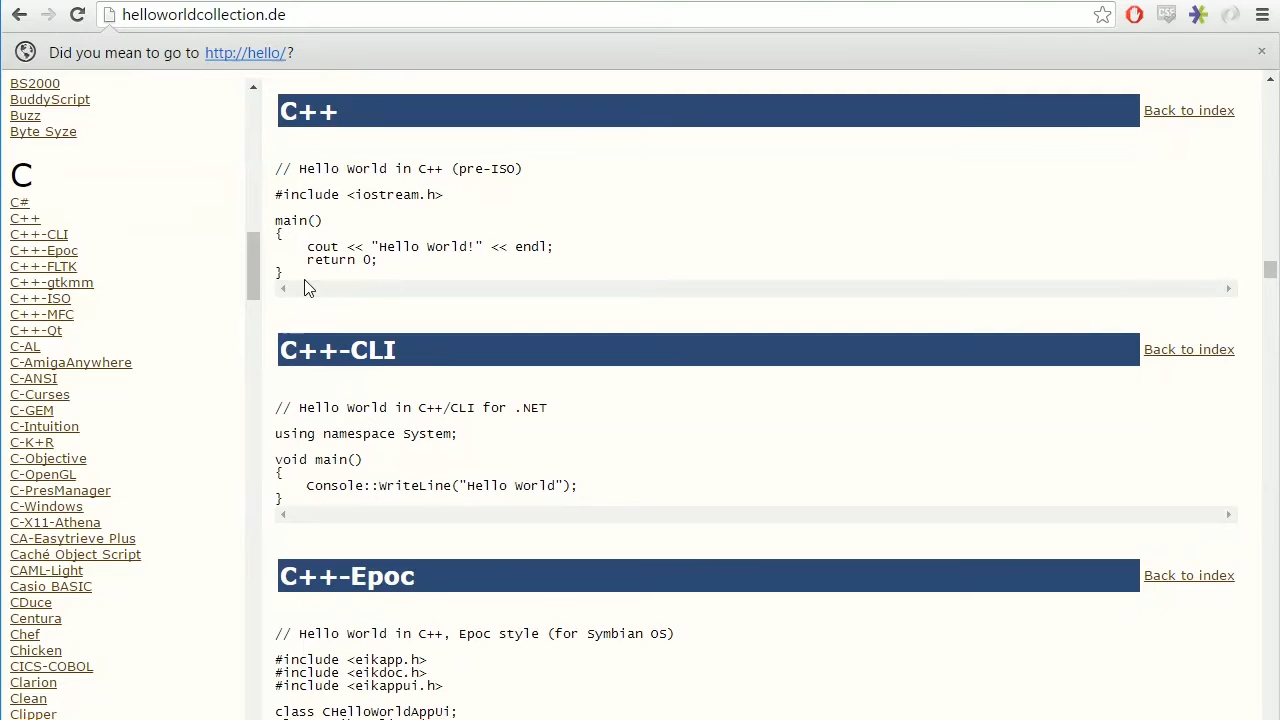 helloworldcollection.de
Did you mean to go to http://hello/?
BS2000
BuddyScript
Buzz
Byte Syze
C
C#
C++
C++-CLI
C++-Epoc
C++-FLTK
C++-gtkmm
C++-ISO
C++-MFC
C++-Qt
C-AL
C-AmigaAnywhere
C-ANSI
C-Curses
C-GEM
C-Intuition
C-K+R
C-Objective
C-OpenGL
C-PresManager
C-Windows
C-X11-Athena
CA-Easytrieve Plus
Caché Object Script
CAML-Light
Casio BASIC
CDuce
Centura
Chef
Chicken
CICS-COBOL
Clarion
Clean
Clipper
C++ Back to index
// Hello World in C++ (pre-ISO)
#include <iostream.h>
main()
{
    cout << "Hello World!" << endl;
    return 0;
}
C++-CLI Back to index
// Hello World in C++/CLI for .NET
using namespace System;
void main()
{
    Console::WriteLine("Hello World");
}
C++-Epoc Back to index
// Hello World in C++, Epoc style (for Symbian OS)
#include <eikapp.h>
#include <eikdoc.h>
#include <eikappui.h>
class CHelloWorldAppUi;